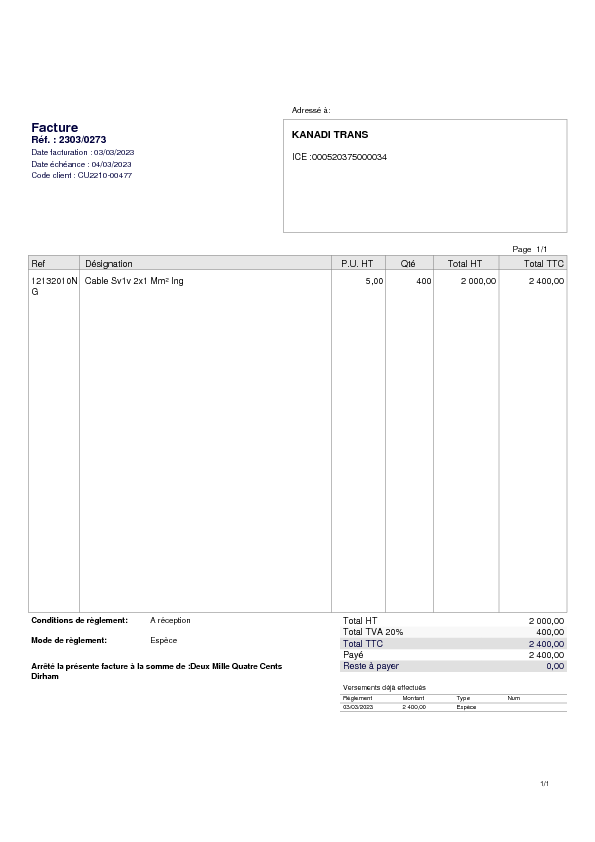 Adressé à:
Facture
Réf. : 2303/0273
Date facturation : 03/03/2023
Date échéance : 04/03/2023
Code client : CU2210-00477
KANADI TRANS
ICE :000520375000034
Page 1/1
Ref Désignation P.U. HT Qté Total HT Total TTC
12132010N Cable Sv1v 2x1 Mm² Ing 5,00 400 2 000,00 2 400,00
G
Conditions de règlement: A réception
Mode de règlement: Espèce
Arrêté la présente facture à la somme de :Deux Mille Quatre Cents
Dirham
Total HT 2 000,00
Total TVA 20% 400,00
Total TTC 2 400,00
Payé 2 400,00
Reste à payer 0,00
Versements déjà effectués
Règlement Montant Type Num
03/03/2023 2 400,00 Espèce
1/1